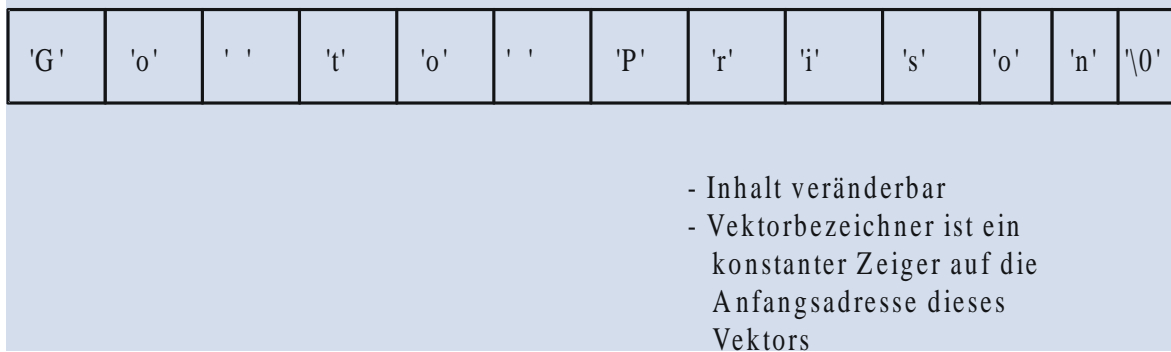 'G' 'o' ' ' 't' 'o' ' ' 'P' 'r' 'i' 's' 'o' 'n' '\0'
- Inhalt veränderbar
- Vektorbezeichner ist ein
konstanter Zeiger auf die
Anfangsadresse dieses
Vektors